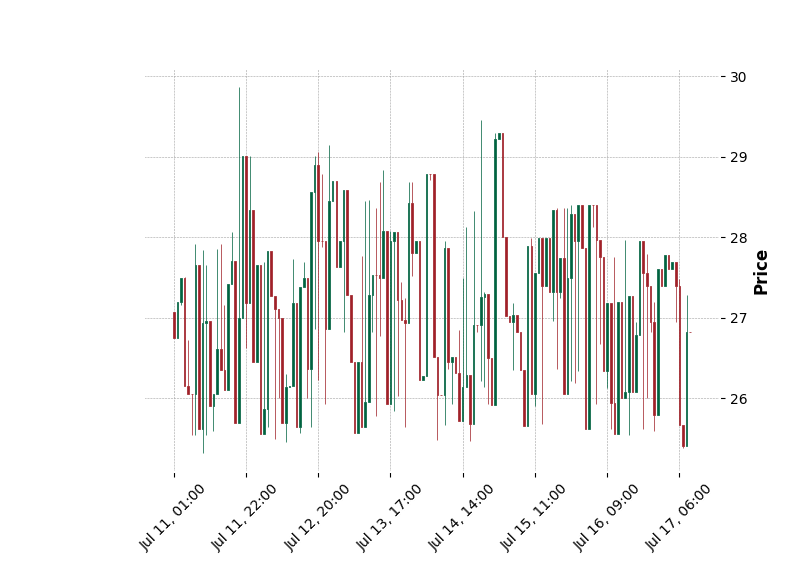 30
29
28
27
26
Price
Jul 11, 01:00
Jul 11, 22:00
Jul 12, 20:00
Jul 13, 17:00
Jul 14, 14:00
Jul 15, 11:00
Jul 16, 09:00
Jul 17, 06:00